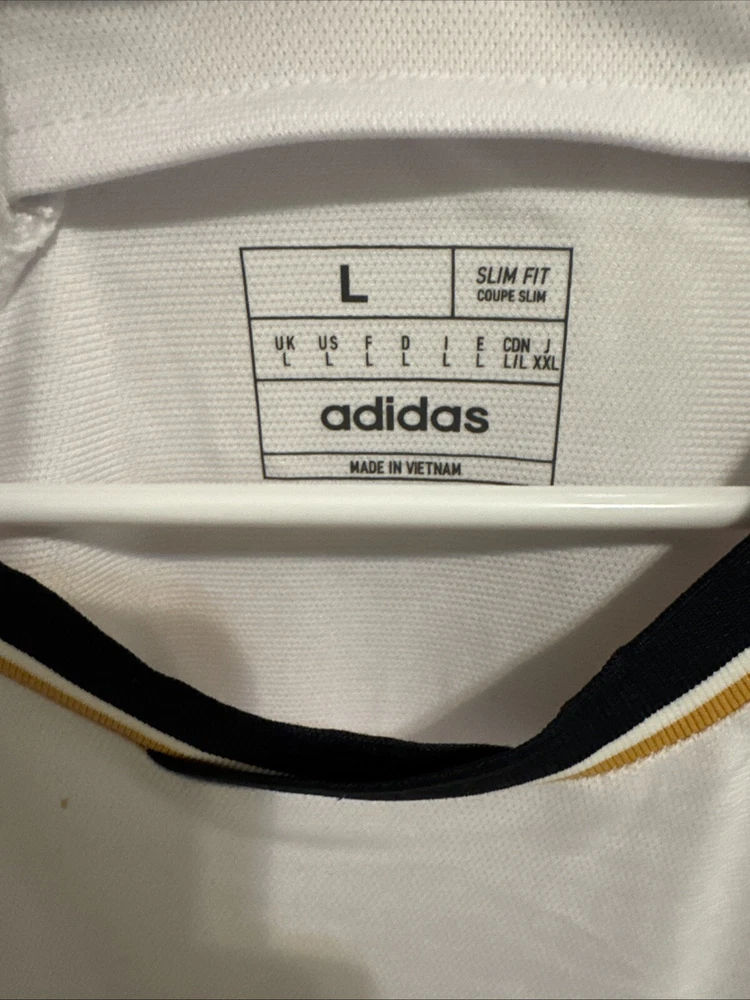 L
SLIM FIT
COUPE SLIM
UK US F D I E CDN J
L L L L L L L/L XXL
adidas
MADE IN VIETNAM